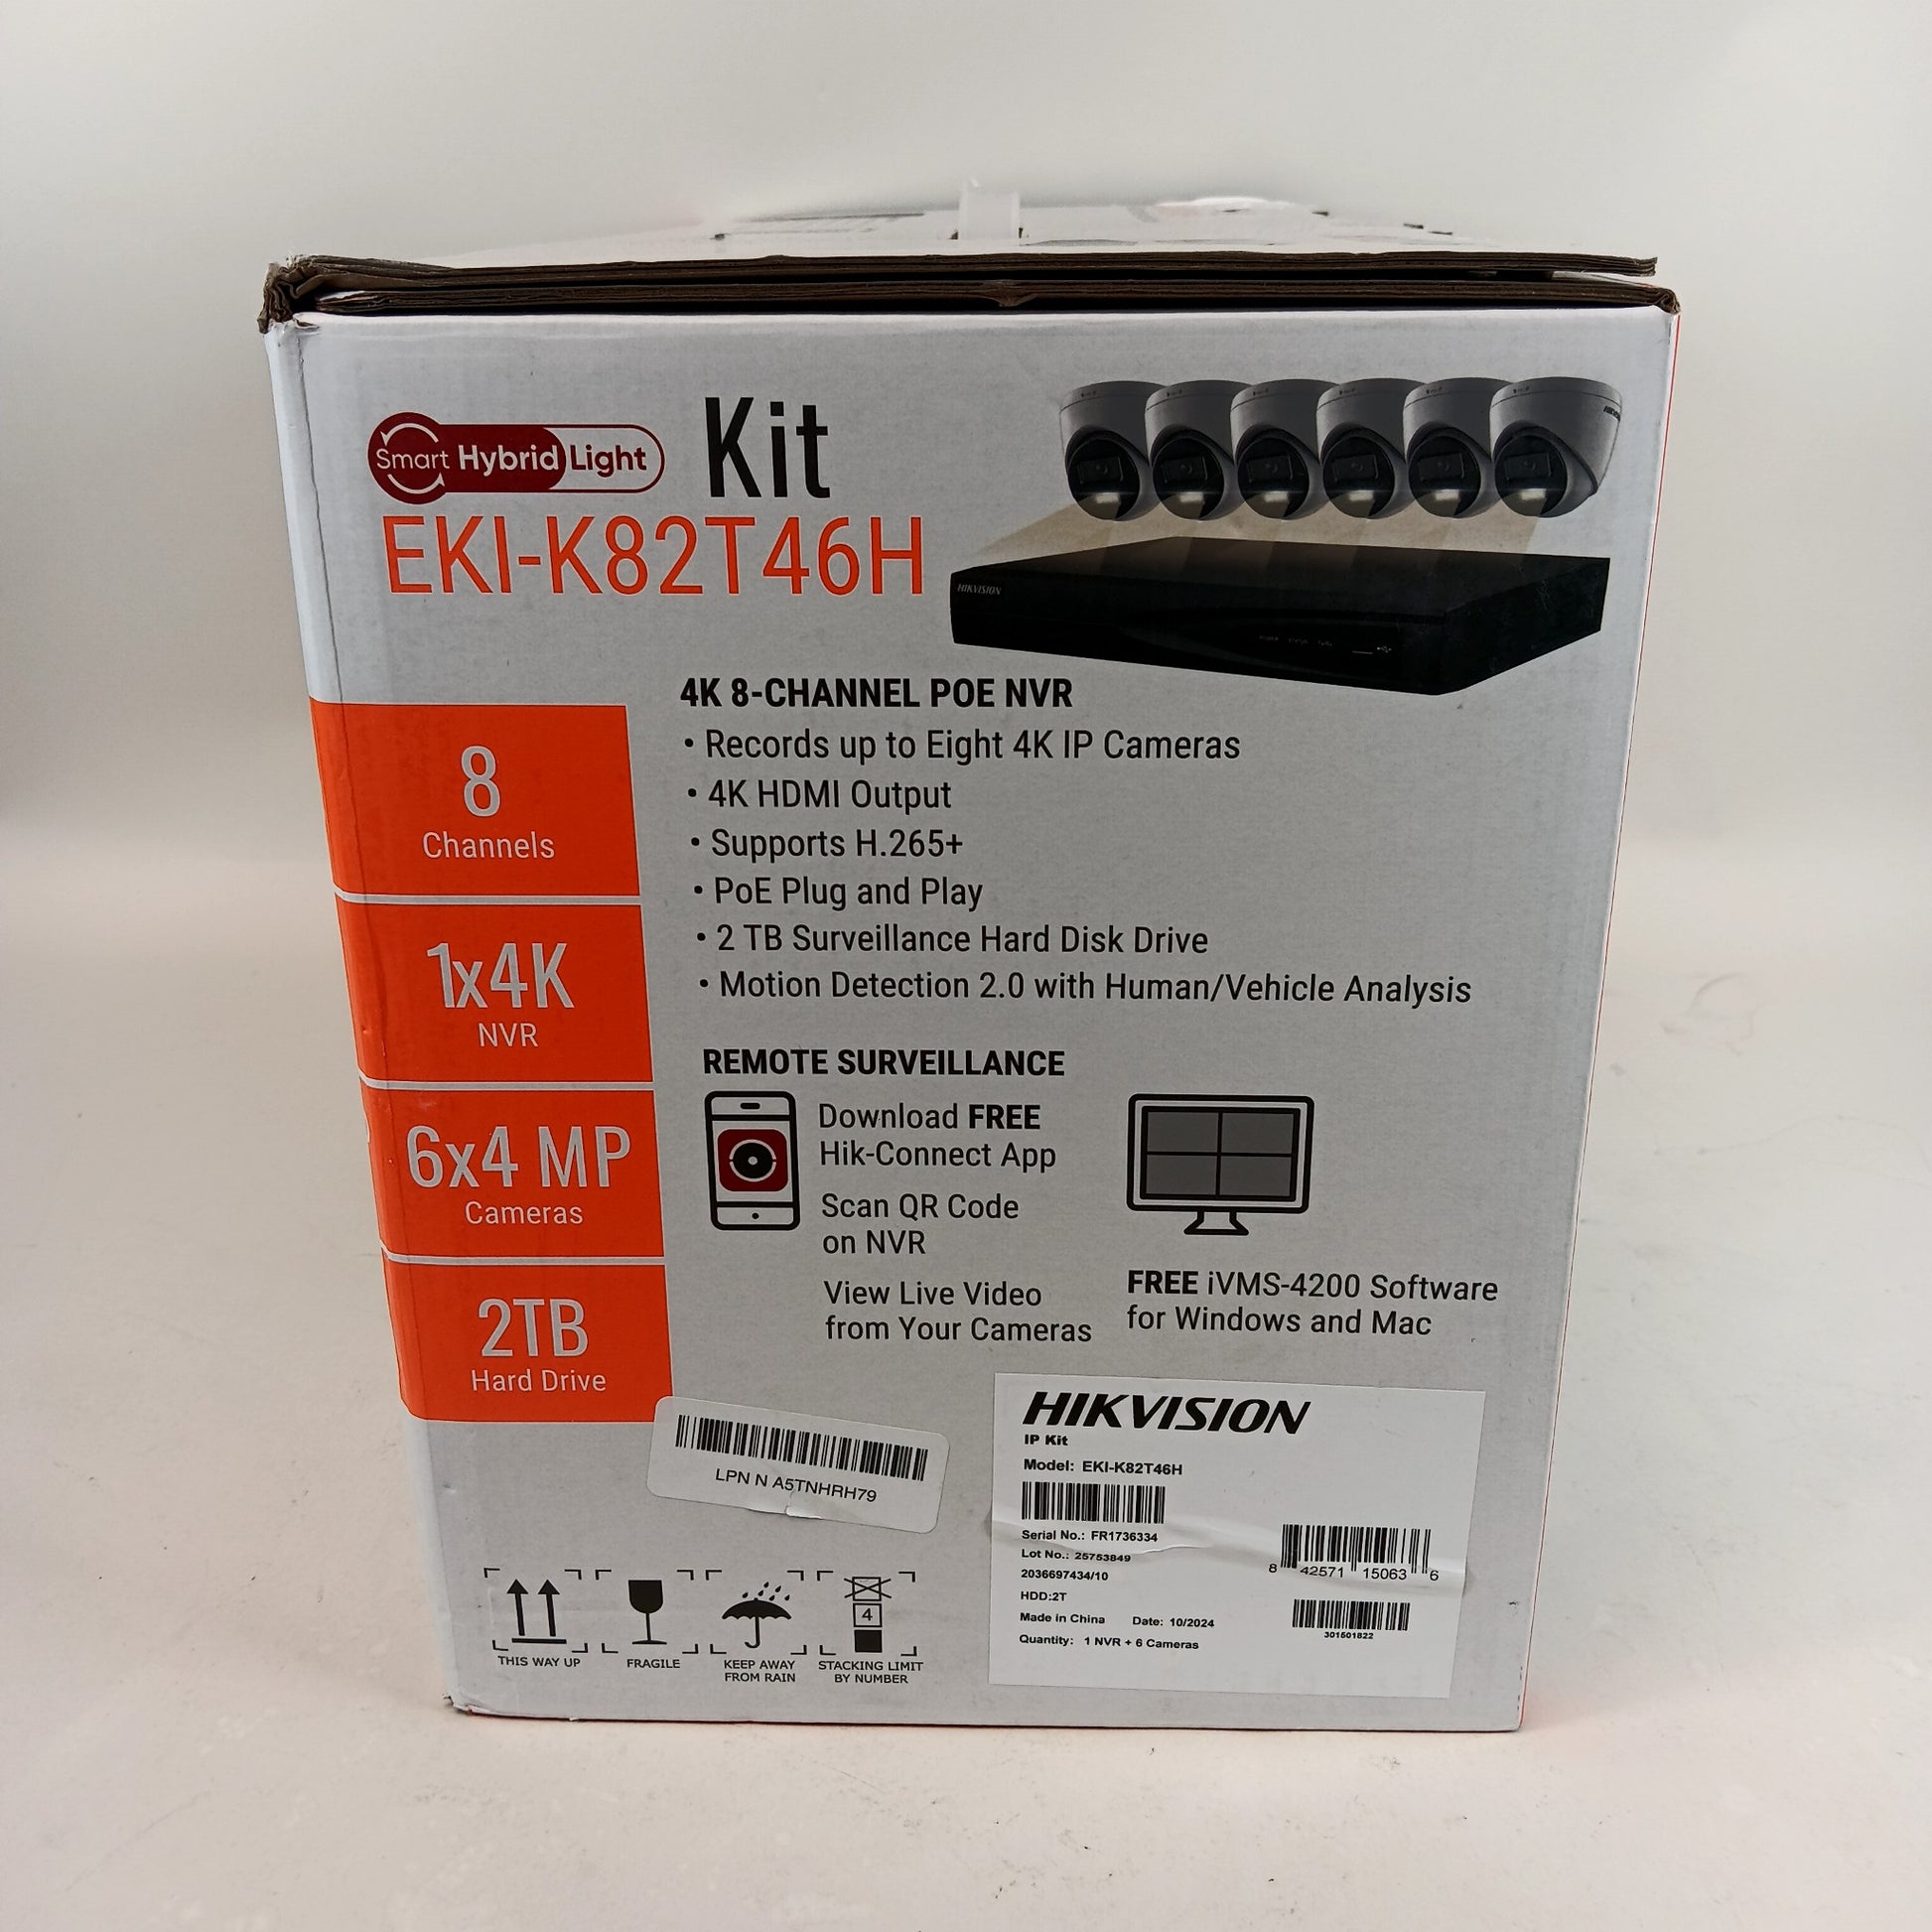 Smart Hybrid Light Kit
EKI-K82T46H
HIKVISION
8
Channels
1x4K
NVR
6x4 MP
Cameras
2TB
Hard Drive
4K 8-CHANNEL POE NVR
• Records up to Eight 4K IP Cameras
• 4K HDMI Output
• Supports H.265+
• PoE Plug and Play
• 2 TB Surveillance Hard Disk Drive
• Motion Detection 2.0 with Human/Vehicle Analysis
REMOTE SURVEILLANCE
Download FREE
Hik-Connect App
Scan QR Code
on NVR
View Live Video
from Your Cameras
FREE iVMS-4200 Software
for Windows and Mac
LPN N A5TNHRH79
HIKVISION
IP Kit
Model: EKI-K82T46H
Serial No.: FR1736334
Lot No.: 25753849
2036697434/10
HDD:2T
Made in China Date: 10/2024
Quantity: 1 NVR + 6 Cameras
8 42571 15063 6
301501822
THIS WAY UP
FRAGILE
KEEP AWAY
FROM RAIN
4
STACKING LIMIT
BY NUMBER